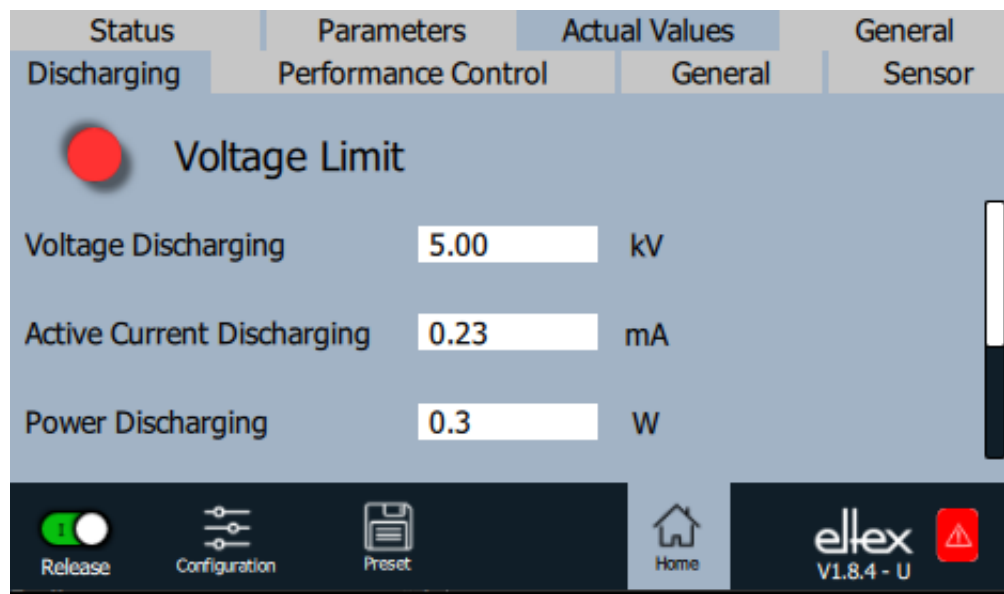 Status Parameters Actual Values General
Discharging Performance Control General Sensor
Voltage Limit
Voltage Discharging 5.00 kV
Active Current Discharging 0.23 mA
Power Discharging 0.3 W
I
Release Configuration Preset Home
eltex
V1.8.4 - U